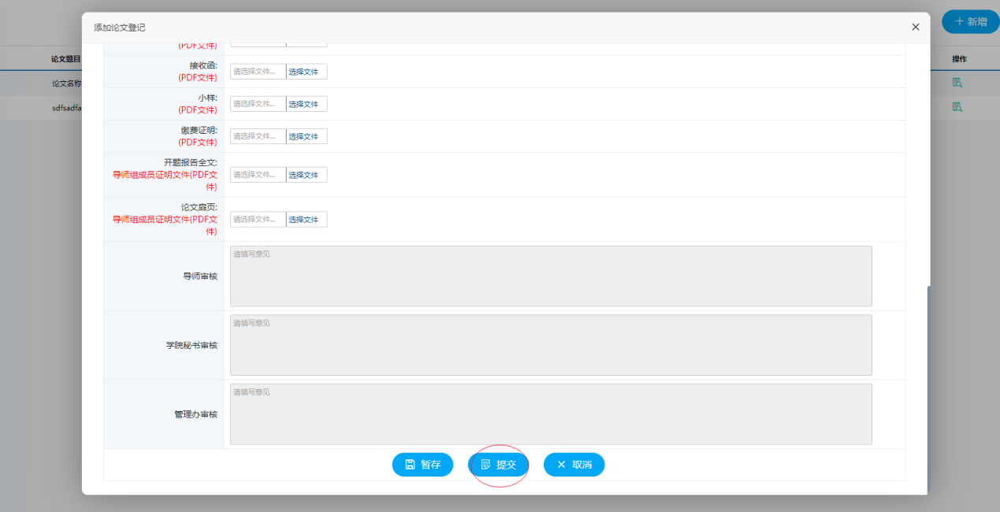 添加论文登记
新增
论文题目
操作
论文名称
sdfsadfa
(PDF文件)
接收函:
(PDF文件)
请选择文件... 选择文件
小样:
(PDF文件)
请选择文件... 选择文件
缴费证明:
(PDF文件)
请选择文件... 选择文件
开题报告全文:
导师组成员证明文件(PDF文
件)
请选择文件... 选择文件
论文扉页:
导师组成员证明文件(PDF文
件)
请选择文件... 选择文件
导师审核
请填写意见
学院秘书审核
请填写意见
管理办审核
请填写意见
暂存 提交 取消